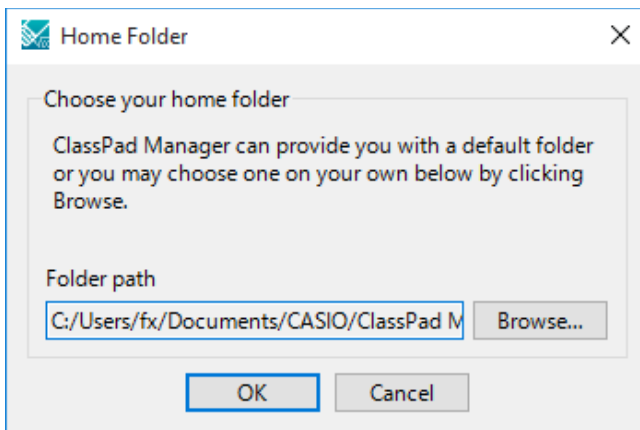 Home Folder
Choose your home folder
ClassPad Manager can provide you with a default folder
or you may choose one on your own below by clicking
Browse.
Folder path
C:/Users/fx/Documents/CASIO/ClassPad M
Browse...
OK
Cancel